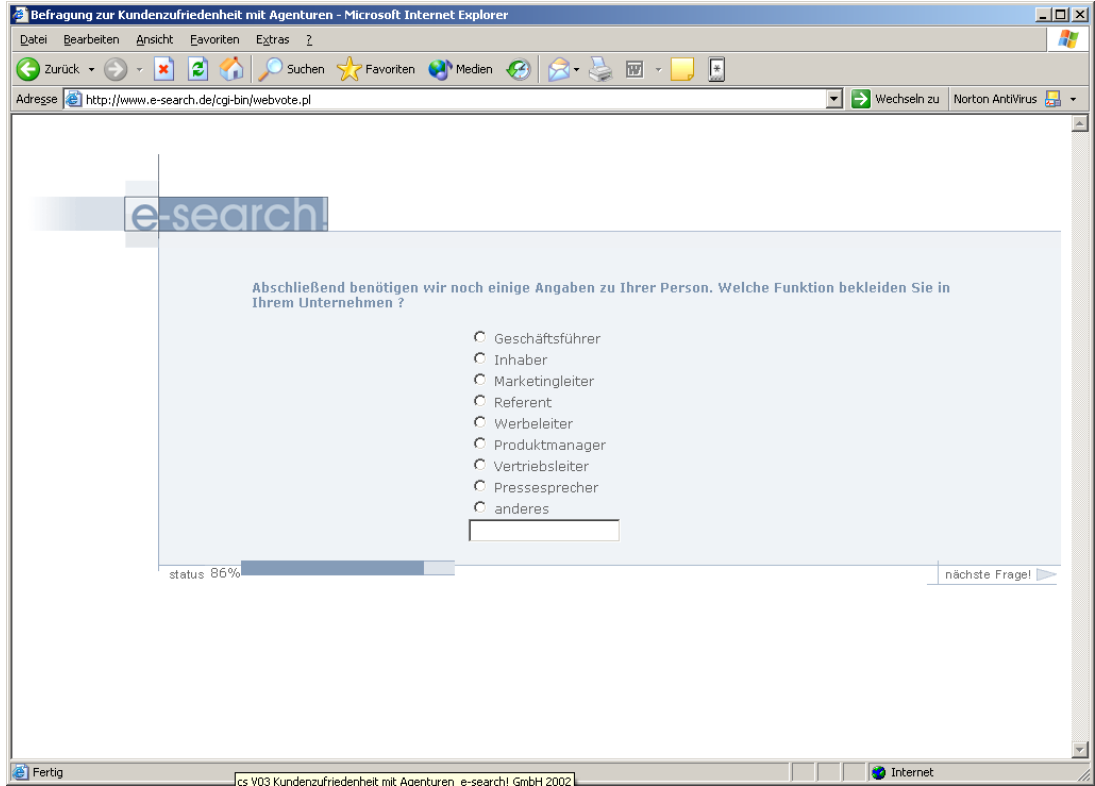 Befragung zur Kundenzufriedenheit mit Agenturen - Microsoft Internet Explorer
Datei Bearbeiten Ansicht Favoriten Extras ?
Zurück Suchen Favoriten Medien
Adresse http://www.e-search.de/cgi-bin/webvote.pl Wechseln zu Norton AntiVirus
e-search!
Abschließend benötigen wir noch einige Angaben zu Ihrer Person. Welche Funktion bekleiden Sie in
Ihrem Unternehmen ?
Geschäftsführer
Inhaber
Marketingleiter
Referent
Werbeleiter
Produktmanager
Vertriebsleiter
Pressesprecher
anderes
status 86% nächste Frage!
Fertig Internet
cs V03 Kundenzufriedenheit mit Agenturen e-search! GmbH 2002